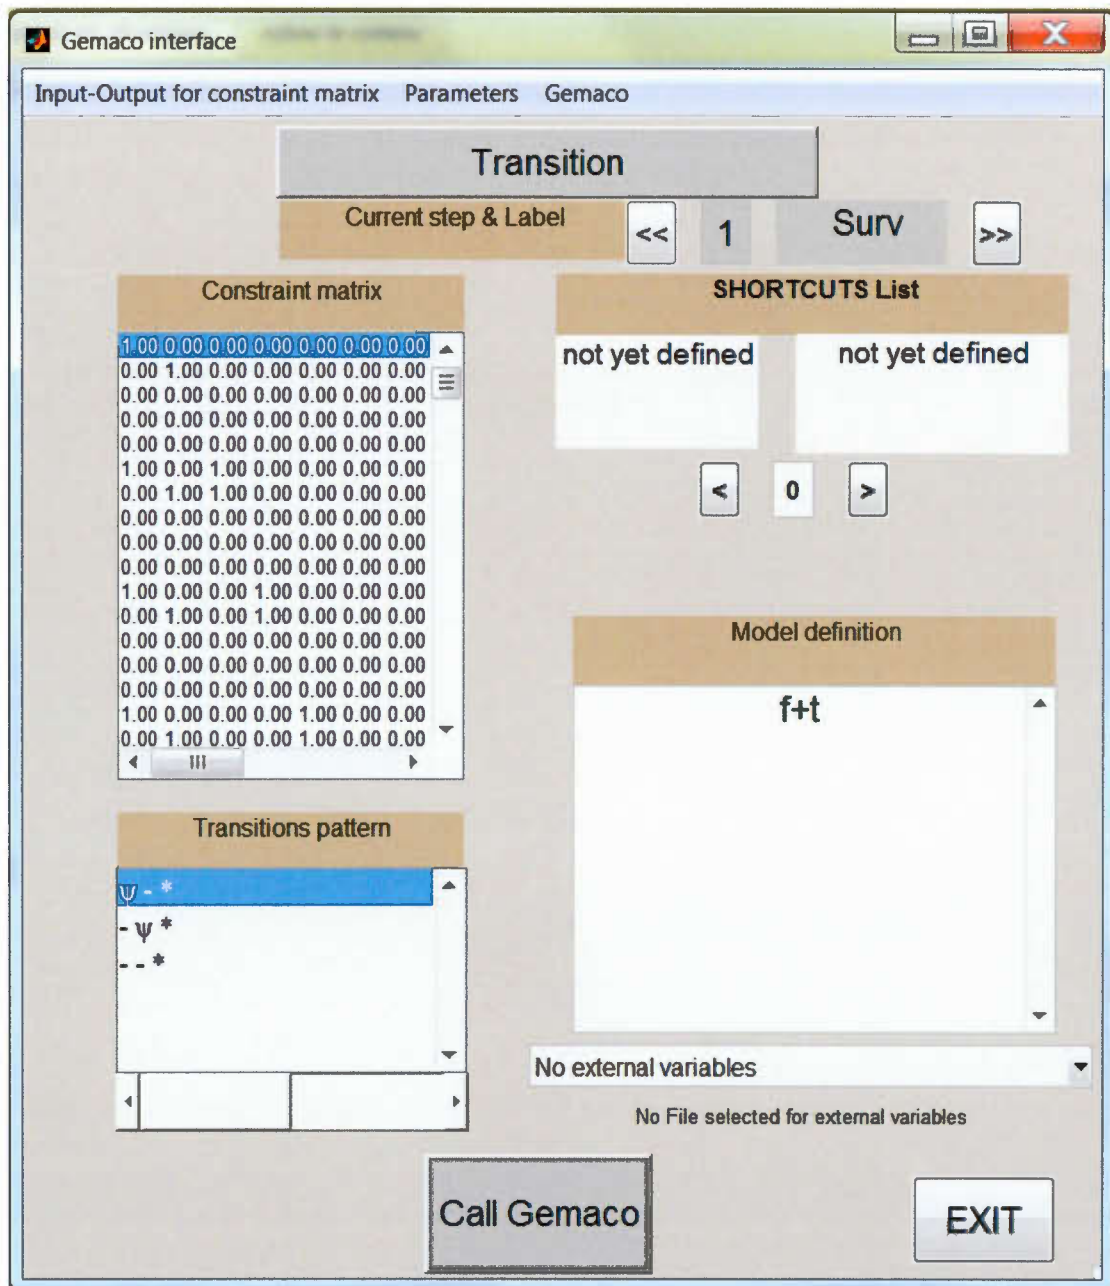 Gemaco interface
Input-Output for constraint matrix Parameters Gemaco
Transition
Current step & Label << 1 Surv >>
Constraint matrix
1.00 0.00 0.00 0.00 0.00 0.00 0.00
0.00 1.00 0.00 0.00 0.00 0.00 0.00
0.00 0.00 0.00 0.00 0.00 0.00 0.00
0.00 0.00 0.00 0.00 0.00 0.00 0.00
0.00 0.00 0.00 0.00 0.00 0.00 0.00
1.00 0.00 1.00 0.00 0.00 0.00 0.00
0.00 1.00 1.00 0.00 0.00 0.00 0.00
0.00 0.00 0.00 0.00 0.00 0.00 0.00
0.00 0.00 0.00 0.00 0.00 0.00 0.00
0.00 0.00 0.00 0.00 0.00 0.00 0.00
1.00 0.00 0.00 1.00 0.00 0.00 0.00
0.00 1.00 0.00 1.00 0.00 0.00 0.00
0.00 0.00 0.00 0.00 0.00 0.00 0.00
0.00 0.00 0.00 0.00 0.00 0.00 0.00
0.00 0.00 0.00 0.00 0.00 0.00 0.00
1.00 0.00 0.00 0.00 1.00 0.00 0.00
0.00 1.00 0.00 0.00 1.00 0.00 0.00
SHORTCUTS List
not yet defined not yet defined
< 0 >
Model definition
f+t
Transitions pattern
ψ - *
- ψ *
- - *
No external variables
No File selected for external variables
Call Gemaco
EXIT